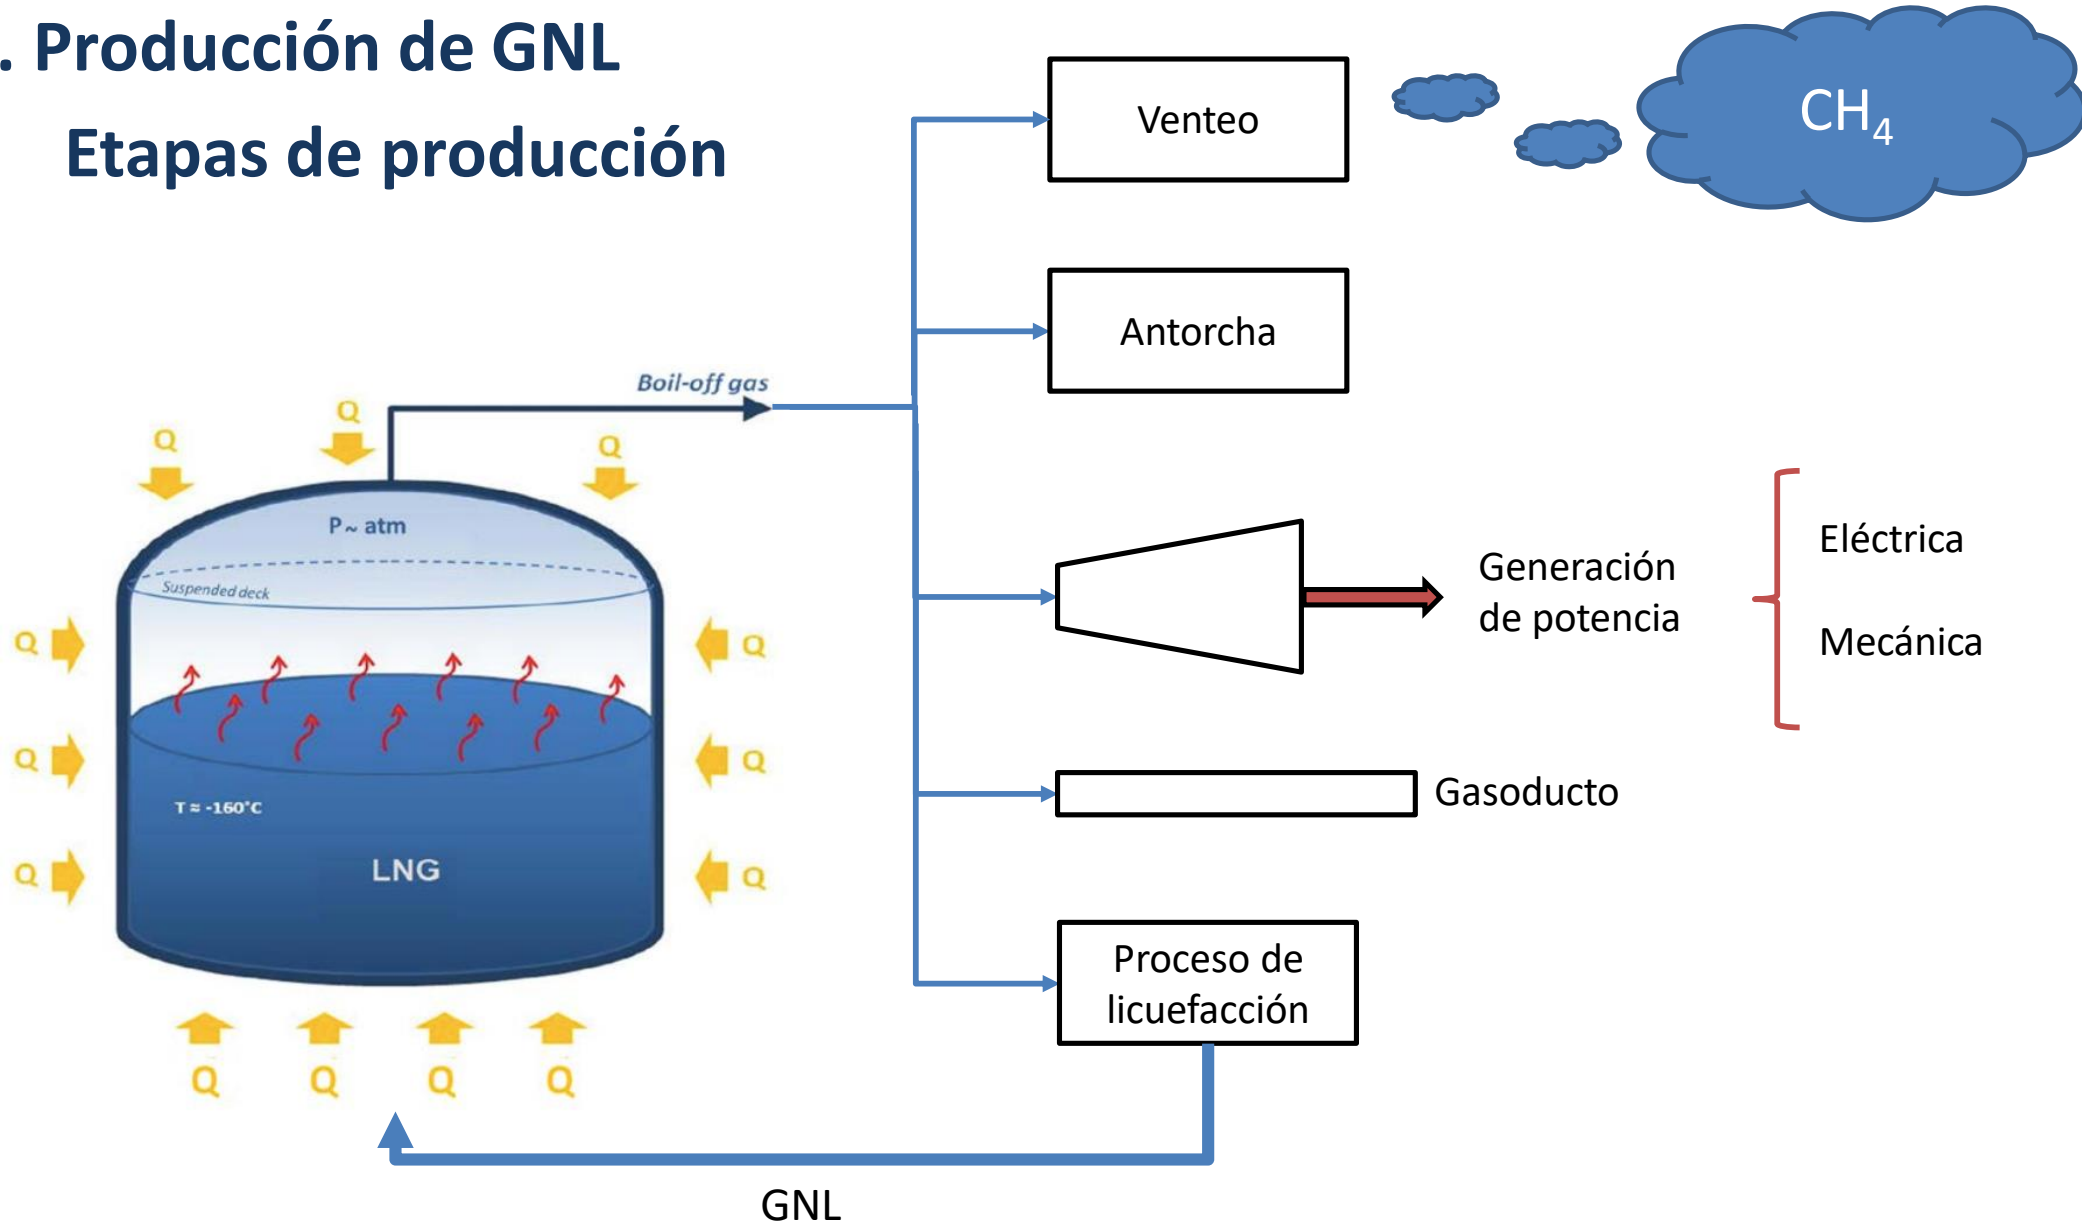 . Producción de GNL
Etapas de producción
Venteo
CH₄
Antorcha
Boil-off gas
Q
Q
Q
P ~ atm
Suspended deck
Eléctrica
Generación
de potencia
Mecánica
Q
Q
Q
Q
Gasoducto
T ≈ -160°C
LNG
Q
Q
Proceso de
licuefacción
Q
Q
Q
Q
GNL